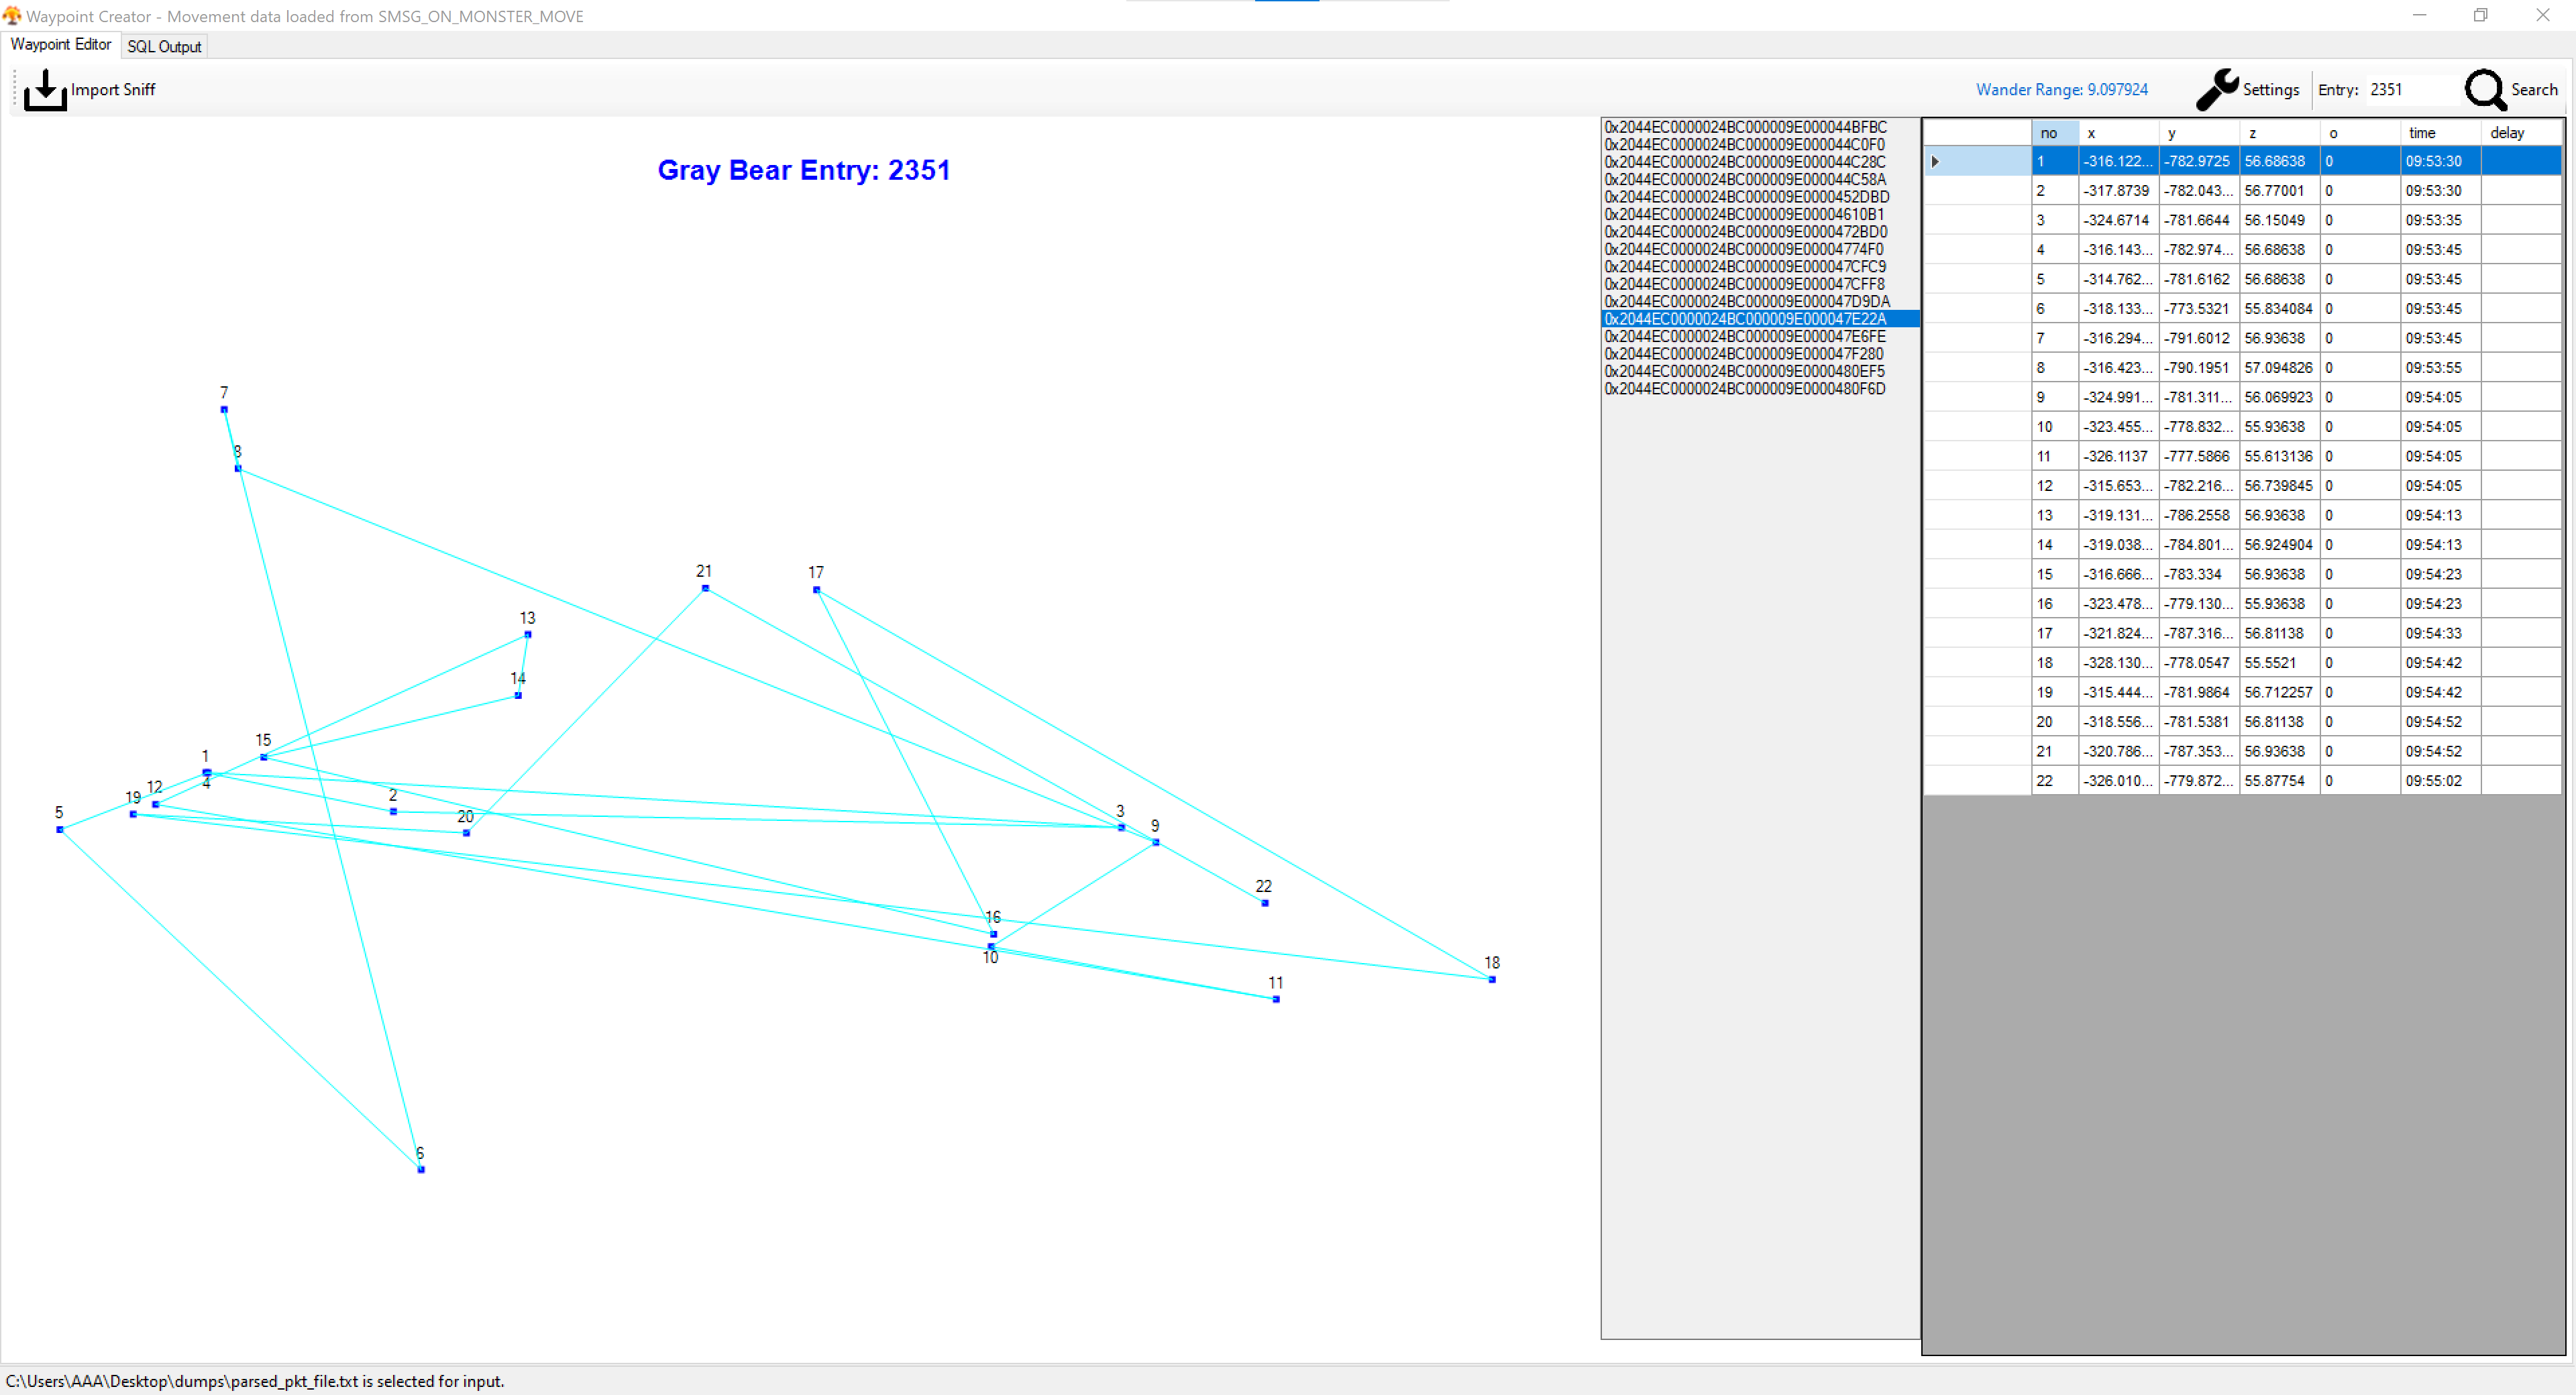 Waypoint Creator - Movement data loaded from SMSG_ON_MONSTER_MOVE
Waypoint Editor
SQL Output
Import Sniff
Wander Range: 9.097924
Settings
Entry: 2351
Search
Gray Bear Entry: 2351
7
8
21
17
13
14
15
1
4
12
19
5
2
20
3
9
22
16
10
18
11
6
0x2044EC0000024BC000009E000044BFBC
0x2044EC0000024BC000009E000044C0F0
0x2044EC0000024BC000009E000044C28C
0x2044EC0000024BC000009E000044C58A
0x2044EC0000024BC000009E0000452DBD
0x2044EC0000024BC000009E00004610B1
0x2044EC0000024BC000009E0000472BD0
0x2044EC0000024BC000009E00004774F0
0x2044EC0000024BC000009E000047CFC9
0x2044EC0000024BC000009E000047CFF8
0x2044EC0000024BC000009E000047D9DA
0x2044EC0000024BC000009E000047E22A
0x2044EC0000024BC000009E000047E6FE
0x2044EC0000024BC000009E000047F280
0x2044EC0000024BC000009E0000480EF5
0x2044EC0000024BC000009E0000480F6D
no x y z o time delay
1 -316.122... -782.9725 56.68638 0 09:53:30
2 -317.8739 -782.043... 56.77001 0 09:53:30
3 -324.6714 -781.6644 56.15049 0 09:53:35
4 -316.143... -782.974... 56.68638 0 09:53:45
5 -314.762... -781.6162 56.68638 0 09:53:45
6 -318.133... -773.5321 55.834084 0 09:53:45
7 -316.294... -791.6012 56.93638 0 09:53:45
8 -316.423... -790.1951 57.094826 0 09:53:55
9 -324.991... -781.311... 56.069923 0 09:54:05
10 -323.455... -778.832... 55.93638 0 09:54:05
11 -326.1137 -777.5866 55.613136 0 09:54:05
12 -315.653... -782.216... 56.739845 0 09:54:05
13 -319.131... -786.2558 56.93638 0 09:54:13
14 -319.038... -784.801... 56.924904 0 09:54:13
15 -316.666... -783.334 56.93638 0 09:54:23
16 -323.478... -779.130... 55.93638 0 09:54:23
17 -321.824... -787.316... 56.81138 0 09:54:33
18 -328.130... -778.0547 55.5521 0 09:54:42
19 -315.444... -781.9864 56.712257 0 09:54:42
20 -318.556... -781.5381 56.81138 0 09:54:52
21 -320.786... -787.353... 56.93638 0 09:54:52
22 -326.010... -779.872... 55.87754 0 09:55:02
C:\Users\AAA\Desktop\dumps\parsed_pkt_file.txt is selected for input.